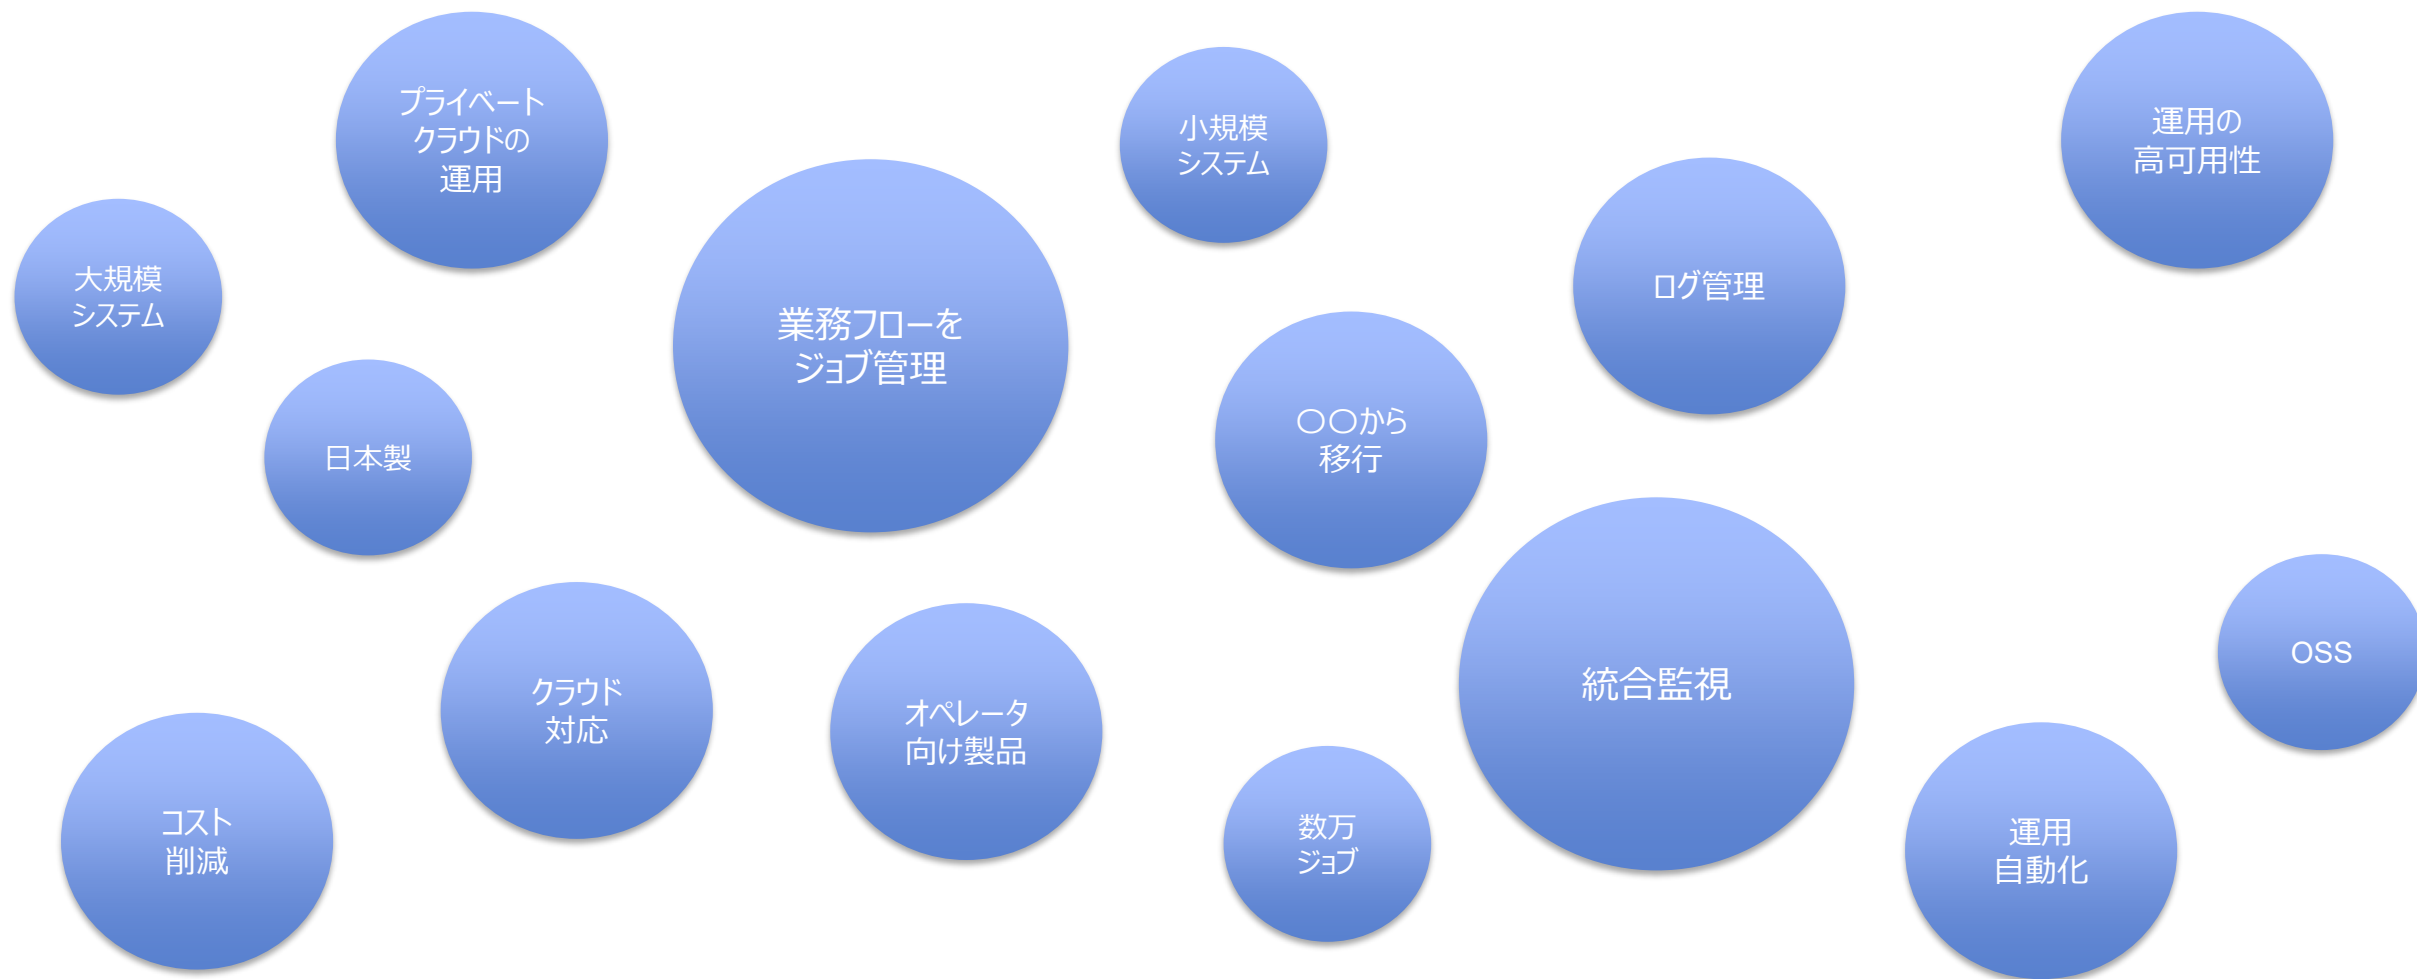 プライベート
クラウドの
運用
小規模
システム
運用の
高可用性
大規模
システム
業務フローを
ジョブ管理
ログ管理
日本製
〇〇から
移行
クラウド
対応
オペレータ
向け製品
統合監視
OSS
コスト
削減
数万
ジョブ
運用
自動化